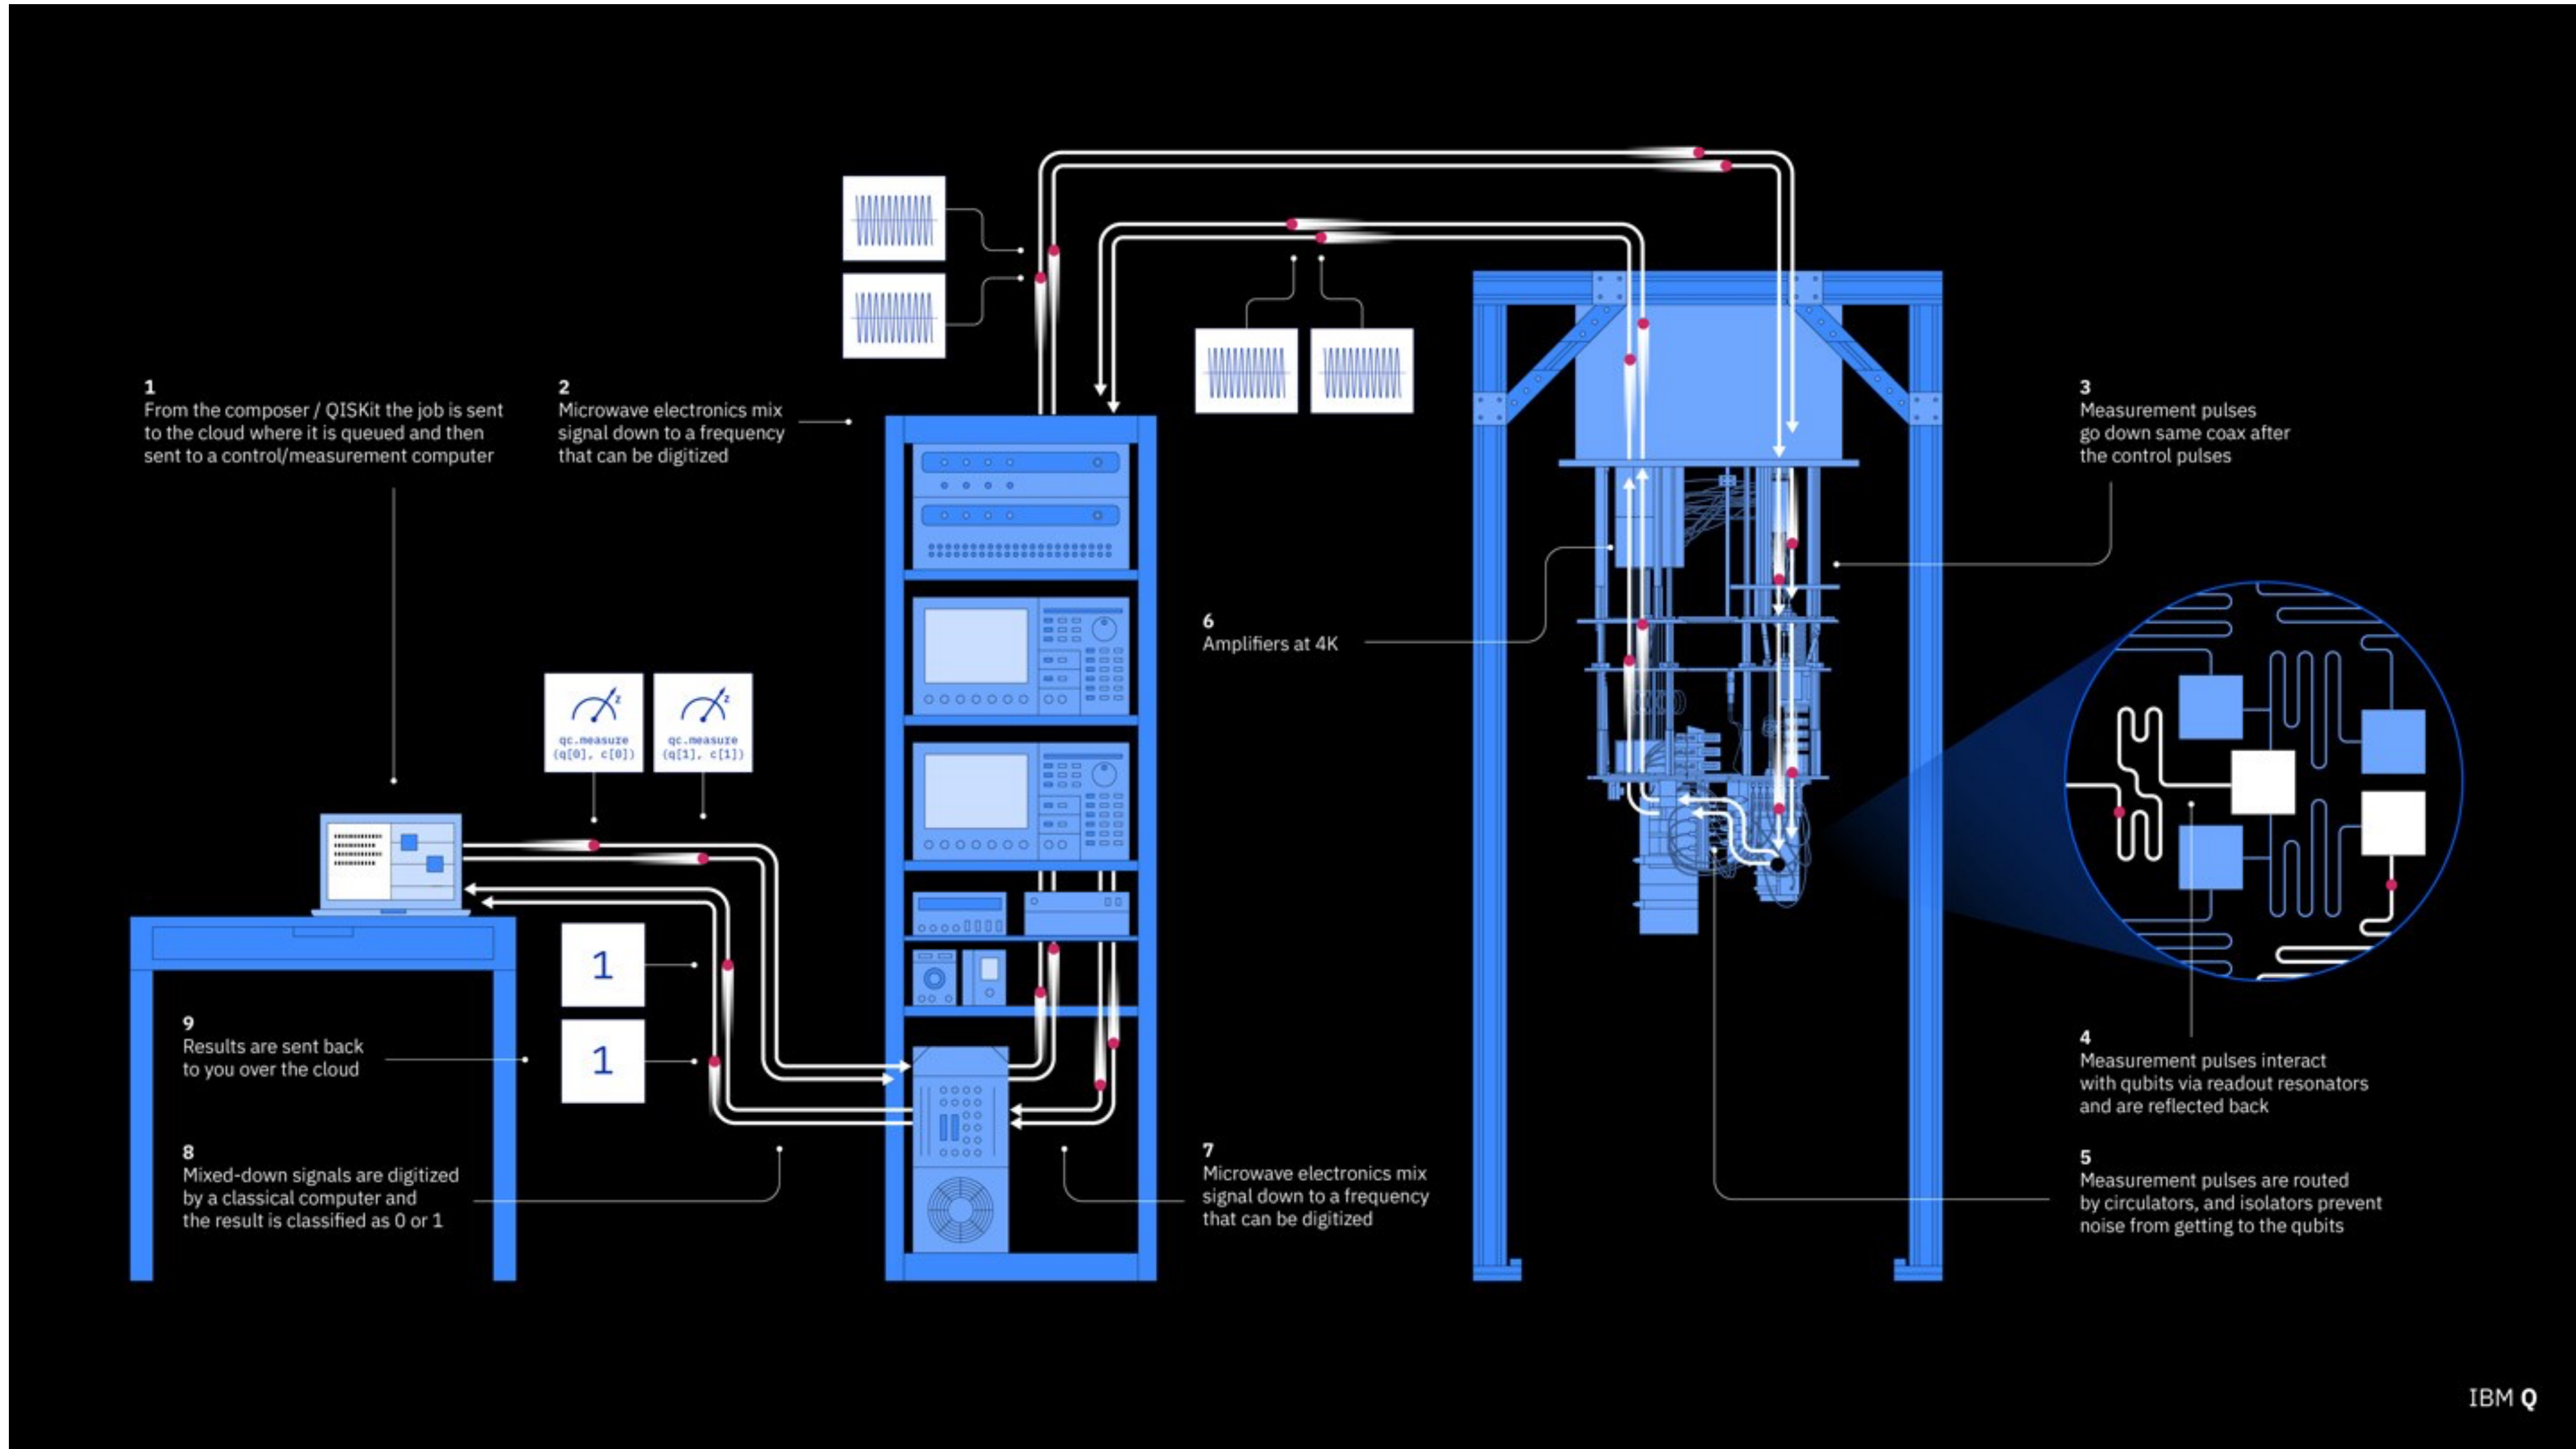 1
From the composer / QISKit the job is sent
to the cloud where it is queued and then
sent to a control/measurement computer
2
Microwave electronics mix
signal down to a frequency
that can be digitized
3
Measurement pulses
go down same coax after
the control pulses
6
Amplifiers at 4K
z
qc.measure
(q[0], c[0])
z
qc.measure
(q[1], c[1])
1
1
9
Results are sent back
to you over the cloud
8
Mixed-down signals are digitized
by a classical computer and
the result is classified as 0 or 1
7
Microwave electronics mix
signal down to a frequency
that can be digitized
4
Measurement pulses interact
with qubits via readout resonators
and are reflected back
5
Measurement pulses are routed
by circulators, and isolators prevent
noise from getting to the qubits
IBM Q